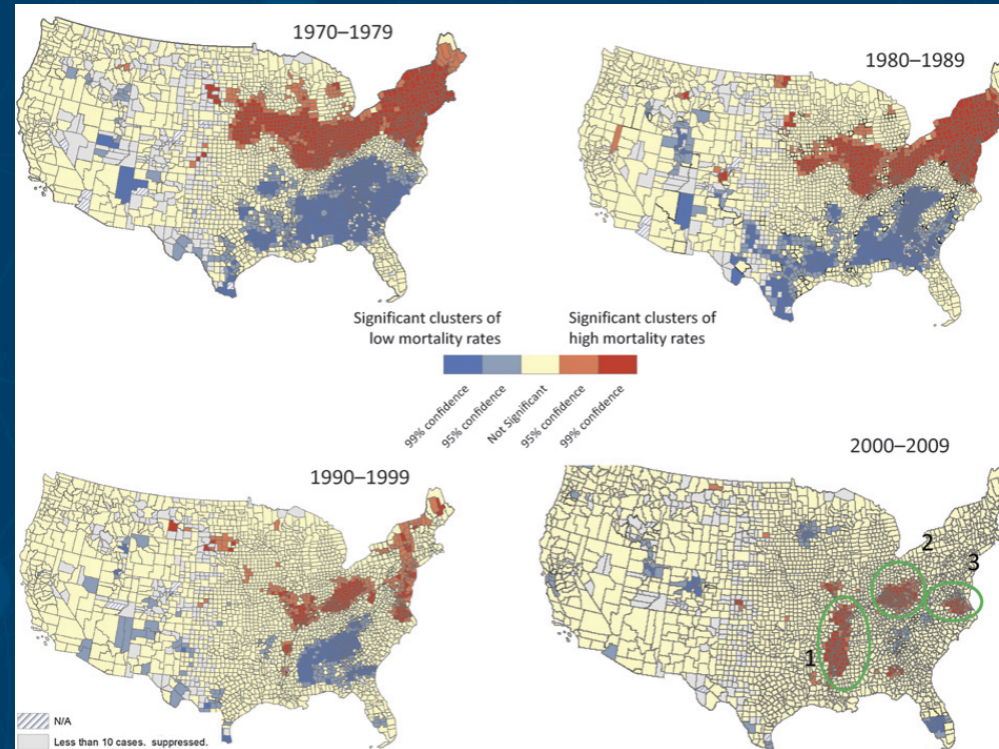 1970–1979
1980–1989
Significant clusters of
low mortality rates
Significant clusters of
high mortality rates
99% confidence
95% confidence
Not Significant
95% confidence
99% confidence
1990–1999
2000–2009
2
3
1
N/A
Less than 10 cases. suppressed.